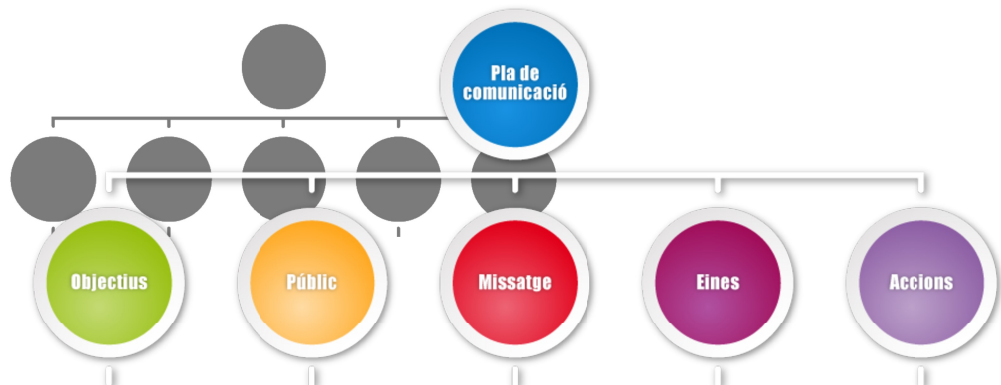 Pla de
comunicació
Objectius
Públic
Missatge
Eines
Accions